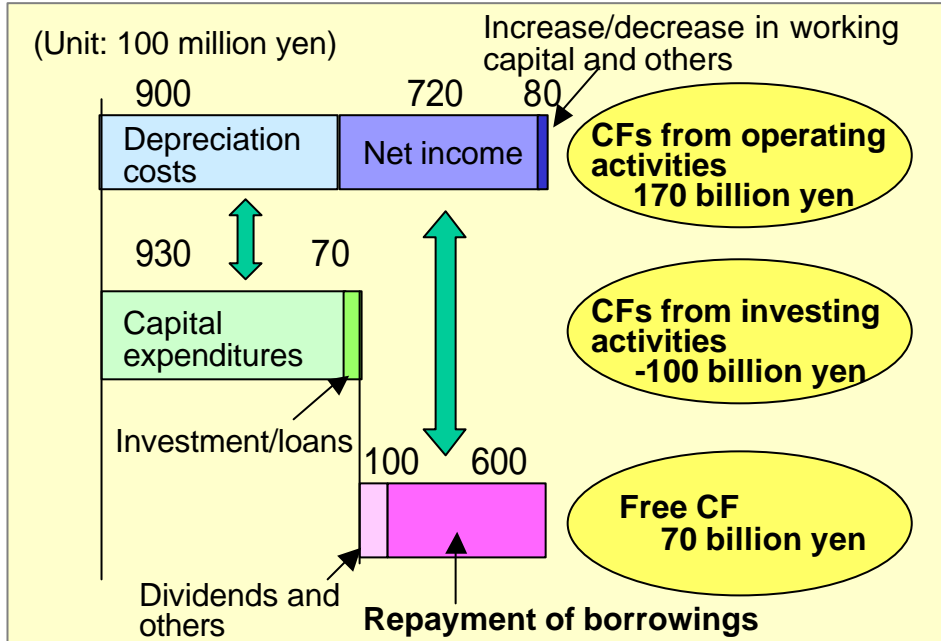 (Unit: 100 million yen)
Increase/decrease in working
capital and others
900
720
80
Depreciation
costs
Net income
CFs from operating
activities
170 billion yen
930
70
Capital
expenditures
CFs from investing
activities
-100 billion yen
Investment/loans
100
600
Free CF
70 billion yen
Dividends and
others
Repayment of borrowings